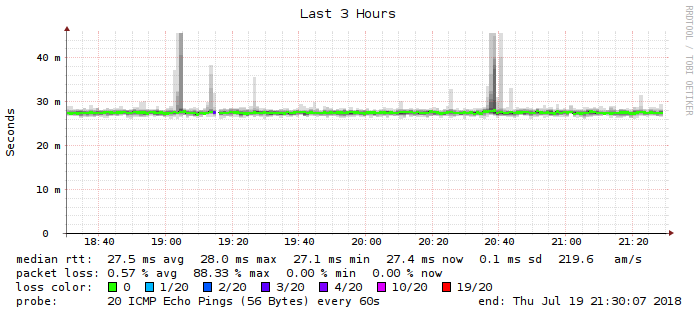 Last 3 Hours
RRDTOOL / TOBI OETIKER
Seconds
40 m
30 m
20 m
10 m
0
18:40 19:00 19:20 19:40 20:00 20:20 20:40 21:00 21:20
median rtt: 27.5 ms avg 28.0 ms max 27.1 ms min 27.4 ms now 0.1 ms sd 219.6 am/s
packet loss: 0.57 % avg 88.33 % max 0.00 % min 0.00 % now
loss color: 0 1/20 2/20 3/20 4/20 10/20 19/20
probe: 20 ICMP Echo Pings (56 Bytes) every 60s end: Thu Jul 19 21:30:07 2018